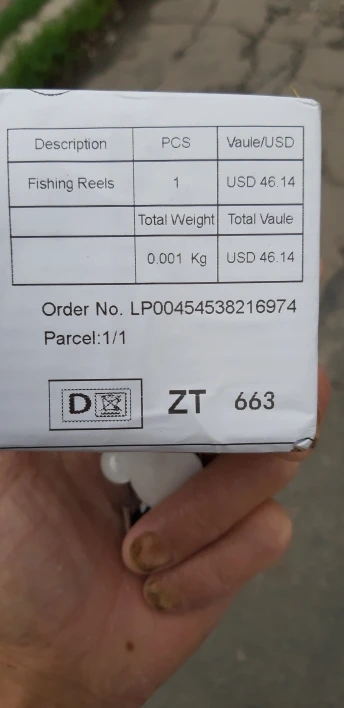 Description PCS Vaule/USD
Fishing Reels 1 USD 46.14
Total Weight Total Vaule
0.001 Kg USD 46.14
Order No. LP00454538216974
Parcel:1/1
D ZT 663